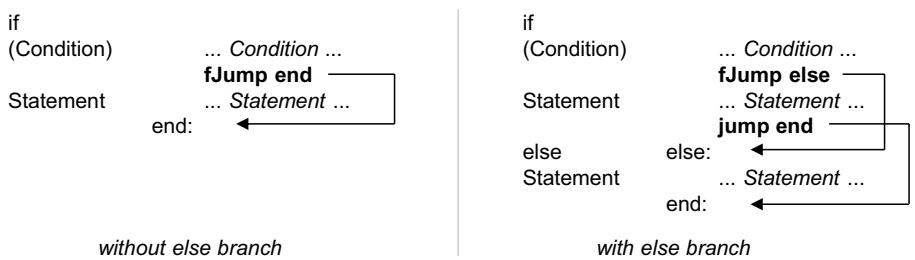 if
(Condition) ... Condition ...
fJump end
Statement ... Statement ...
end:
without else branch
if
(Condition) ... Condition ...
fJump else
Statement ... Statement ...
jump end
else else:
Statement ... Statement ...
end:
with else branch